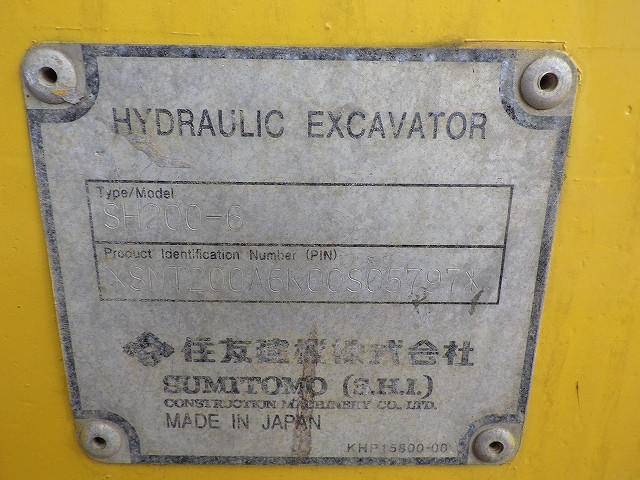 HYDRAULIC EXCAVATOR
Type/Model
SH200-6
Product Identification Number (PIN)
住友建機株式会社
SUMITOMO (S.H.I.)
CONSTRUCTION MACHINERY CO., LTD.
MADE IN JAPAN
KHP15800-00